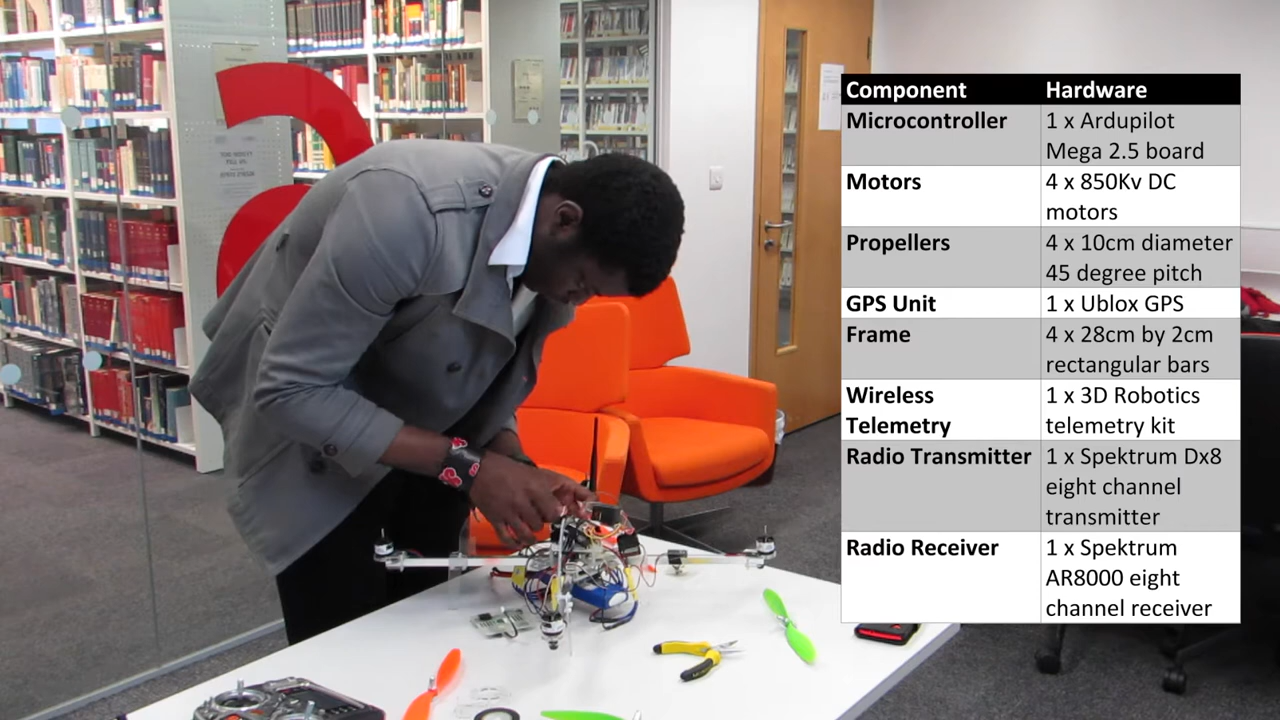 Component Hardware
Microcontroller 1 x Ardupilot
Mega 2.5 board
Motors 4 x 850Kv DC
motors
Propellers 4 x 10cm diameter
45 degree pitch
GPS Unit 1 x Ublox GPS
Frame 4 x 28cm by 2cm
rectangular bars
Wireless 1 x 3D Robotics
Telemetry telemetry kit
Radio Transmitter 1 x Spektrum Dx8
eight channel
transmitter
Radio Receiver 1 x Spektrum
AR8000 eight
channel receiver